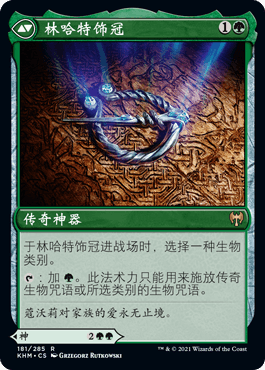 林哈特饰冠 1
传奇神器
于林哈特饰冠进战场时，选择一种生物
类别。
：加。此法术力只能用来施放传奇
生物咒语或所选类别的生物咒语。
蔻沃莉对家族的爱永无止境。
神 2
181/285 R
KHM • CS GRZEGORZ RUTKOWSKI
™ & © 2021 Wizards of the Coast